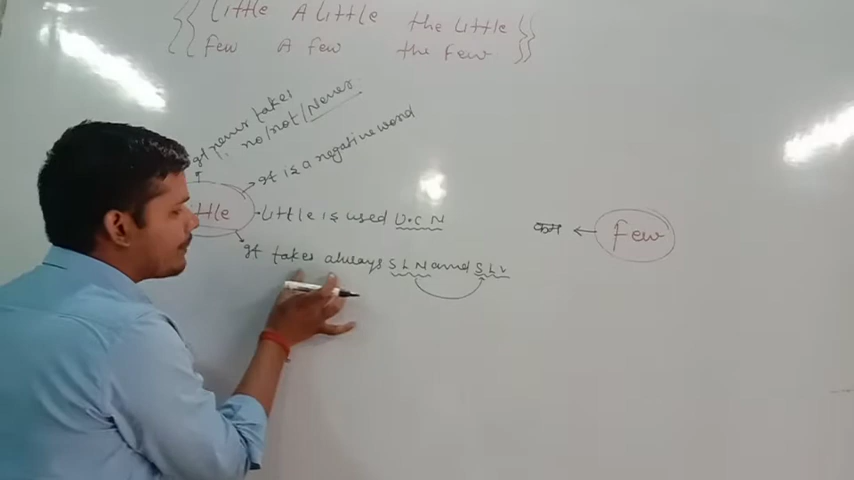 Little A Little the Little
Few A Few the Few
It never takes
no/not/Never
It is a negative word
ttle
Little is used U.C.N
It takes always S L N and S L V
कम
Few